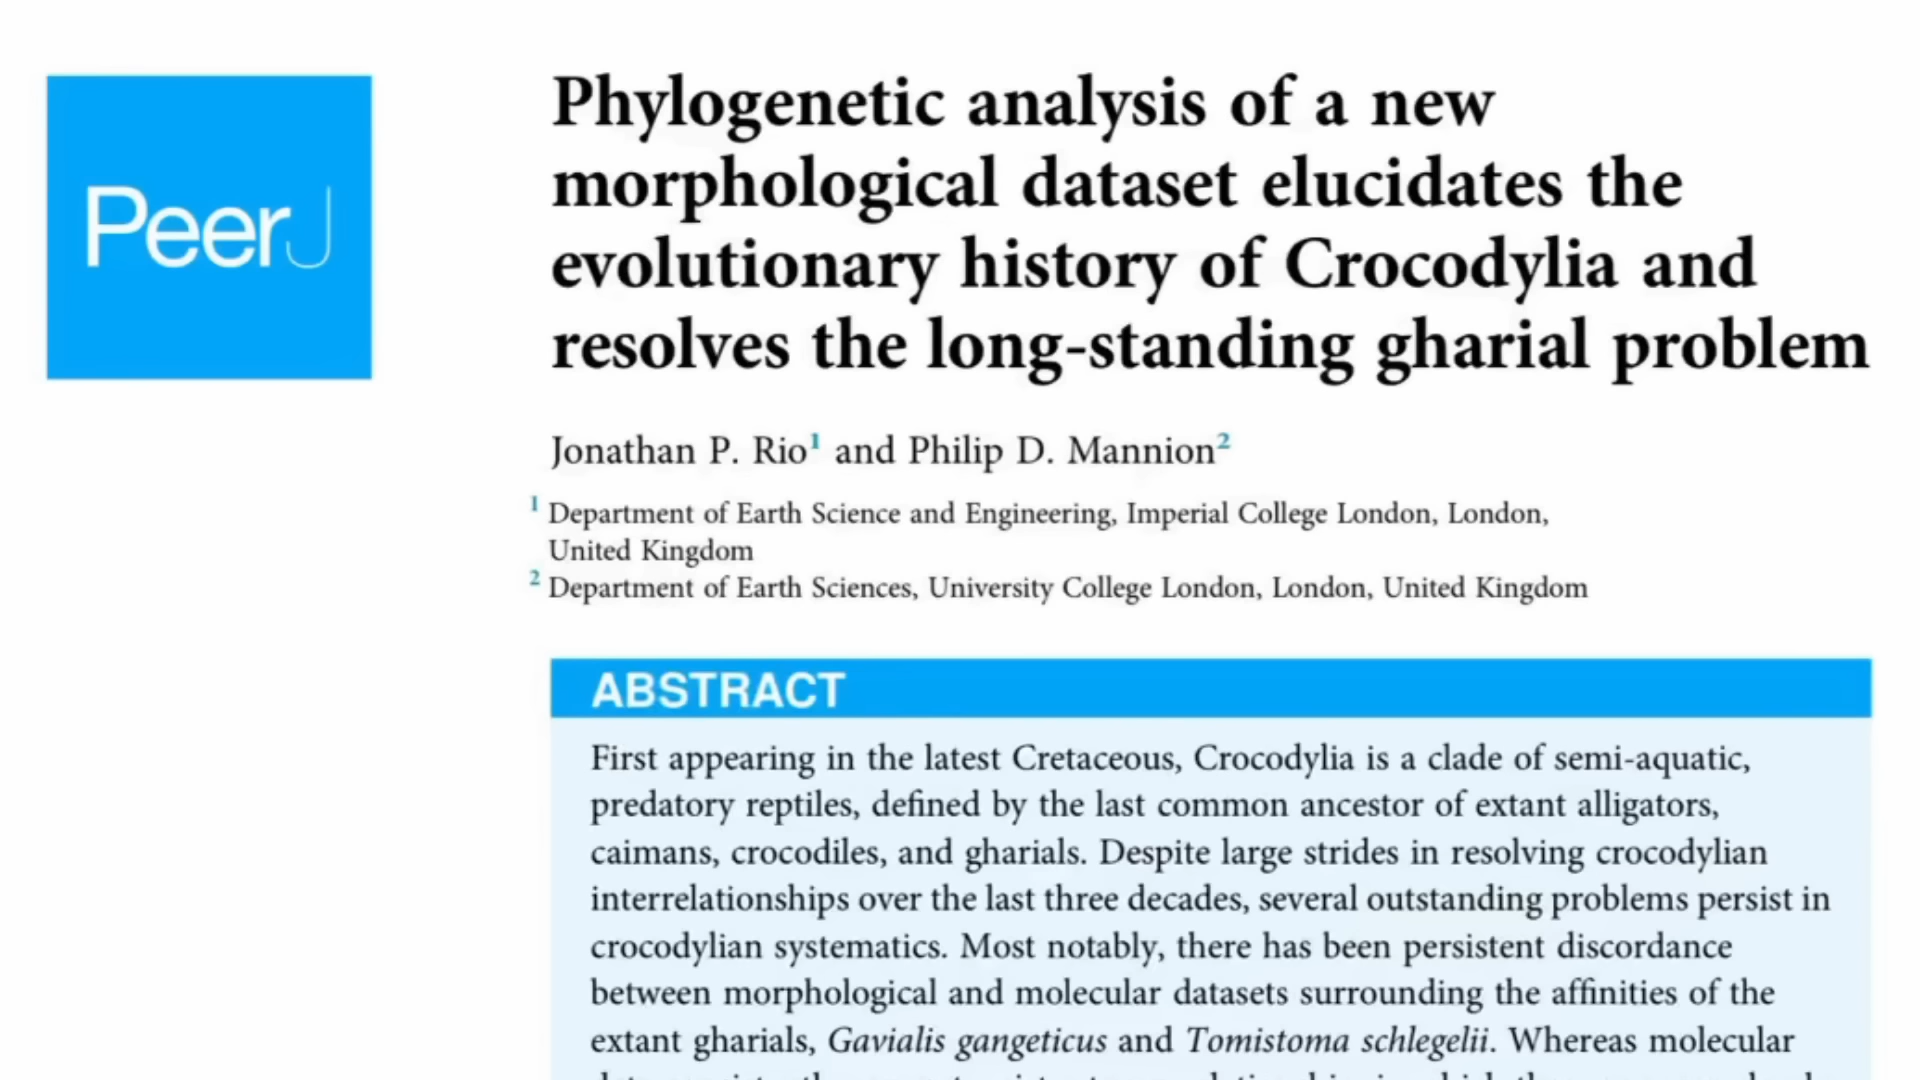 PeerJ
Phylogenetic analysis of a new
morphological dataset elucidates the
evolutionary history of Crocodylia and
resolves the long-standing gharial problem
Jonathan P. Rio1 and Philip D. Mannion2
1 Department of Earth Science and Engineering, Imperial College London, London,
United Kingdom
2 Department of Earth Sciences, University College London, London, United Kingdom
ABSTRACT
First appearing in the latest Cretaceous, Crocodylia is a clade of semi-aquatic,
predatory reptiles, defined by the last common ancestor of extant alligators,
caimans, crocodiles, and gharials. Despite large strides in resolving crocodylian
interrelationships over the last three decades, several outstanding problems persist in
crocodylian systematics. Most notably, there has been persistent discordance
between morphological and molecular datasets surrounding the affinities of the
extant gharials, Gavialis gangeticus and Tomistoma schlegelii. Whereas molecular